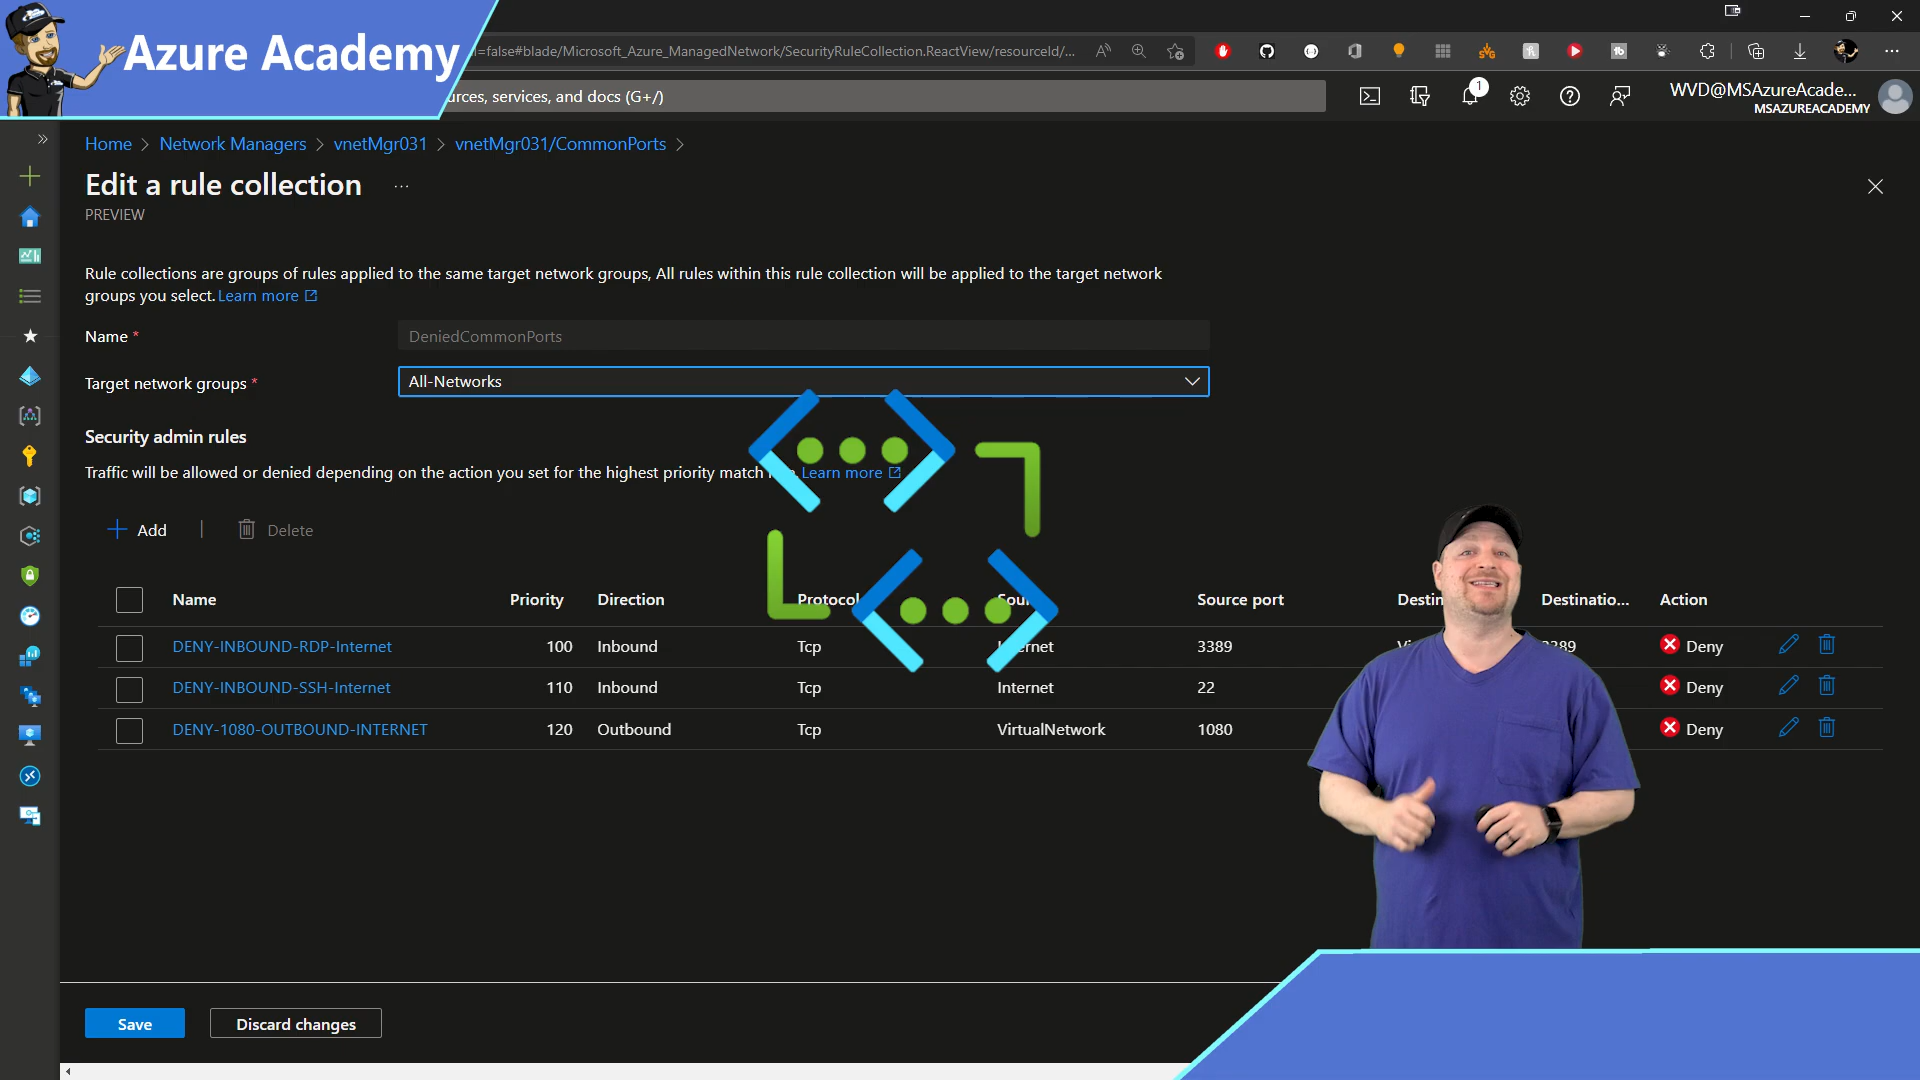 Azure Academy
=false#blade/Microsoft_Azure_ManagedNetwork/SecurityRuleCollection.ReactView/resourceId/...
urces, services, and docs (G+/)
1
WVD@MSAzureAcade...
MSAZUREACADEMY
Home > Network Managers > vnetMgr031 > vnetMgr031/CommonPorts >
Edit a rule collection ...
PREVIEW
Rule collections are groups of rules applied to the same target network groups, All rules within this rule collection will be applied to the target network
groups you select. Learn more
Name *
DeniedCommonPorts
Target network groups *
All-Networks
Security admin rules
Traffic will be allowed or denied depending on the action you set for the highest priority match Learn more
Add | Delete
Name Priority Direction Protocol Sou Source port Destin Destinatio... Action
DENY-INBOUND-RDP-Internet 100 Inbound Tcp ernet 3389 389 Deny
DENY-INBOUND-SSH-Internet 110 Inbound Tcp Internet 22 Deny
DENY-1080-OUTBOUND-INTERNET 120 Outbound Tcp VirtualNetwork 1080 Deny
Save Discard changes